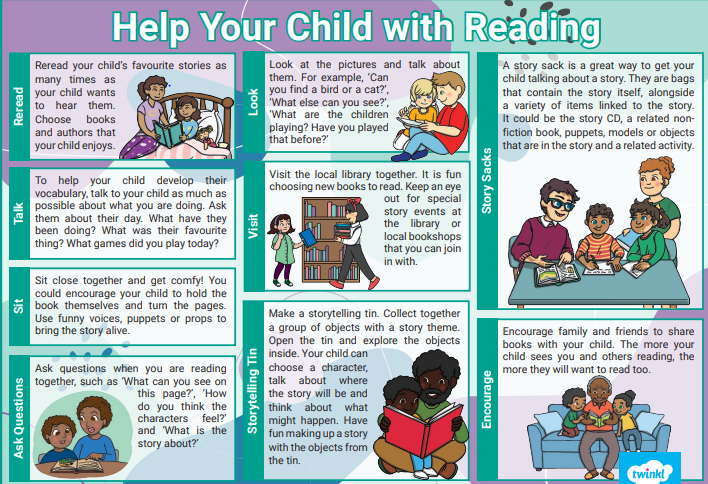 Help Your Child with Reading
Reread
Reread your child's favourite stories as
many times as
your child wants
to hear them.
Choose books
and authors that
your child enjoys.
Talk
To help your child develop their
vocabulary, talk to your child as much as
possible about what you are doing. Ask
them about their day. What have they
been doing? What was their favourite
thing? What games did you play today?
Sit
Sit close together and get comfy! You
could encourage your child to hold the
book themselves and turn the pages.
Use funny voices, puppets or props to
bring the story alive.
Ask Questions
Ask questions when you are reading
together, such as 'What can you see on
this page?', 'How
do you think the
characters feel?'
and 'What is the
story about?'
Look
Look at the pictures and talk about
them. For example, 'Can
you find a bird or a cat?',
'What else can you see?',
'What are the children
playing? Have you played
that before?'
Visit
Visit the local library together. It is fun
choosing new books to read. Keep an eye
out for special
story events at
the library or
local bookshops
that you can join
in with.
Storytelling Tin
Make a storytelling tin. Collect together
a group of objects with a story theme.
Open the tin and explore the objects
inside. Your child can
choose a character,
talk about where
the story will be and
think about what
might happen. Have
fun making up a story
with the objects from
the tin.
Story Sacks
A story sack is a great way to get your
child talking about a story. They are bags
that contain the story itself, alongside
a variety of items linked to the story.
It could be the story CD, a related non-
fiction book, puppets, models or objects
that are in the story and a related activity.
Encourage
Encourage family and friends to share
books with your child. The more your
child sees you and others reading, the
more they will want to read too.
twinkl